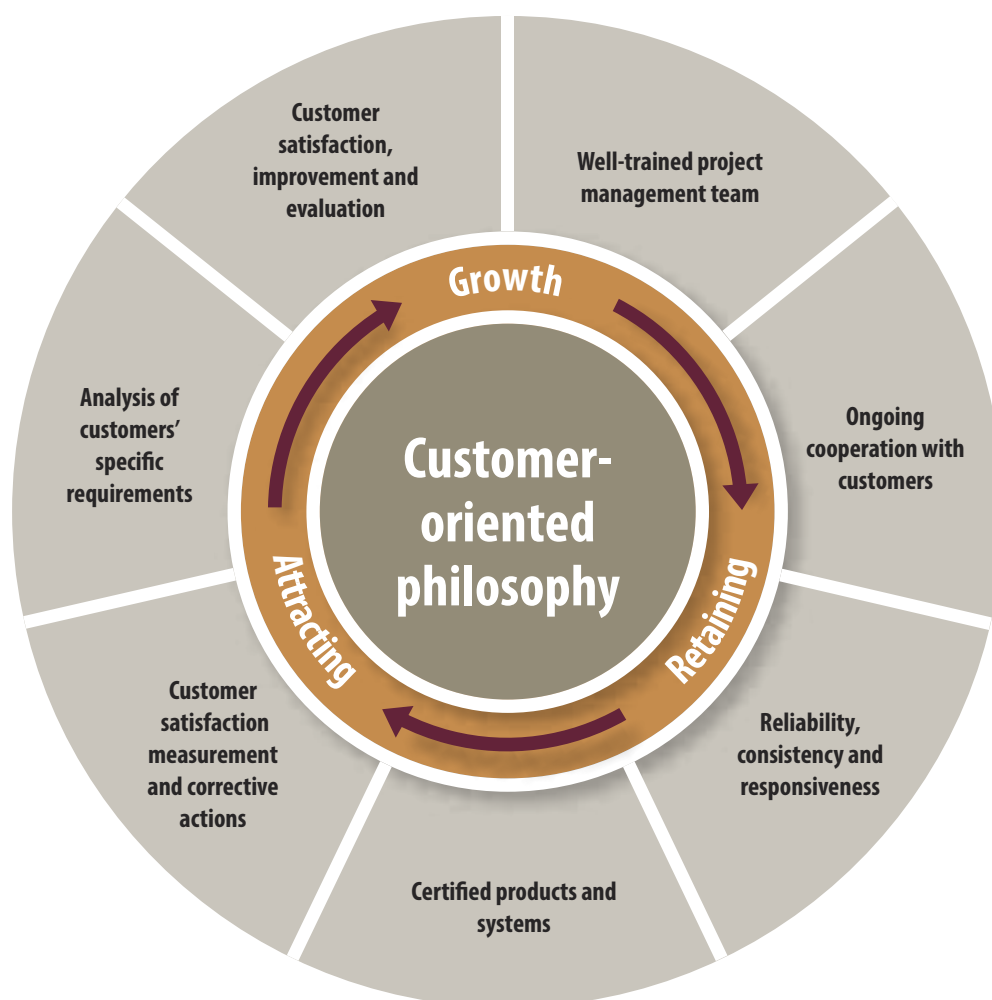 Customer
satisfaction,
improvement and
evaluation
Well-trained project
management team
Growth
Analysis of
customers’
specific
requirements
Customer-
oriented
philosophy
Ongoing
cooperation with
customers
Attracting
Retaining
Customer
satisfaction
measurement
and corrective
actions
Reliability,
consistency and
responsiveness
Certified products and
systems